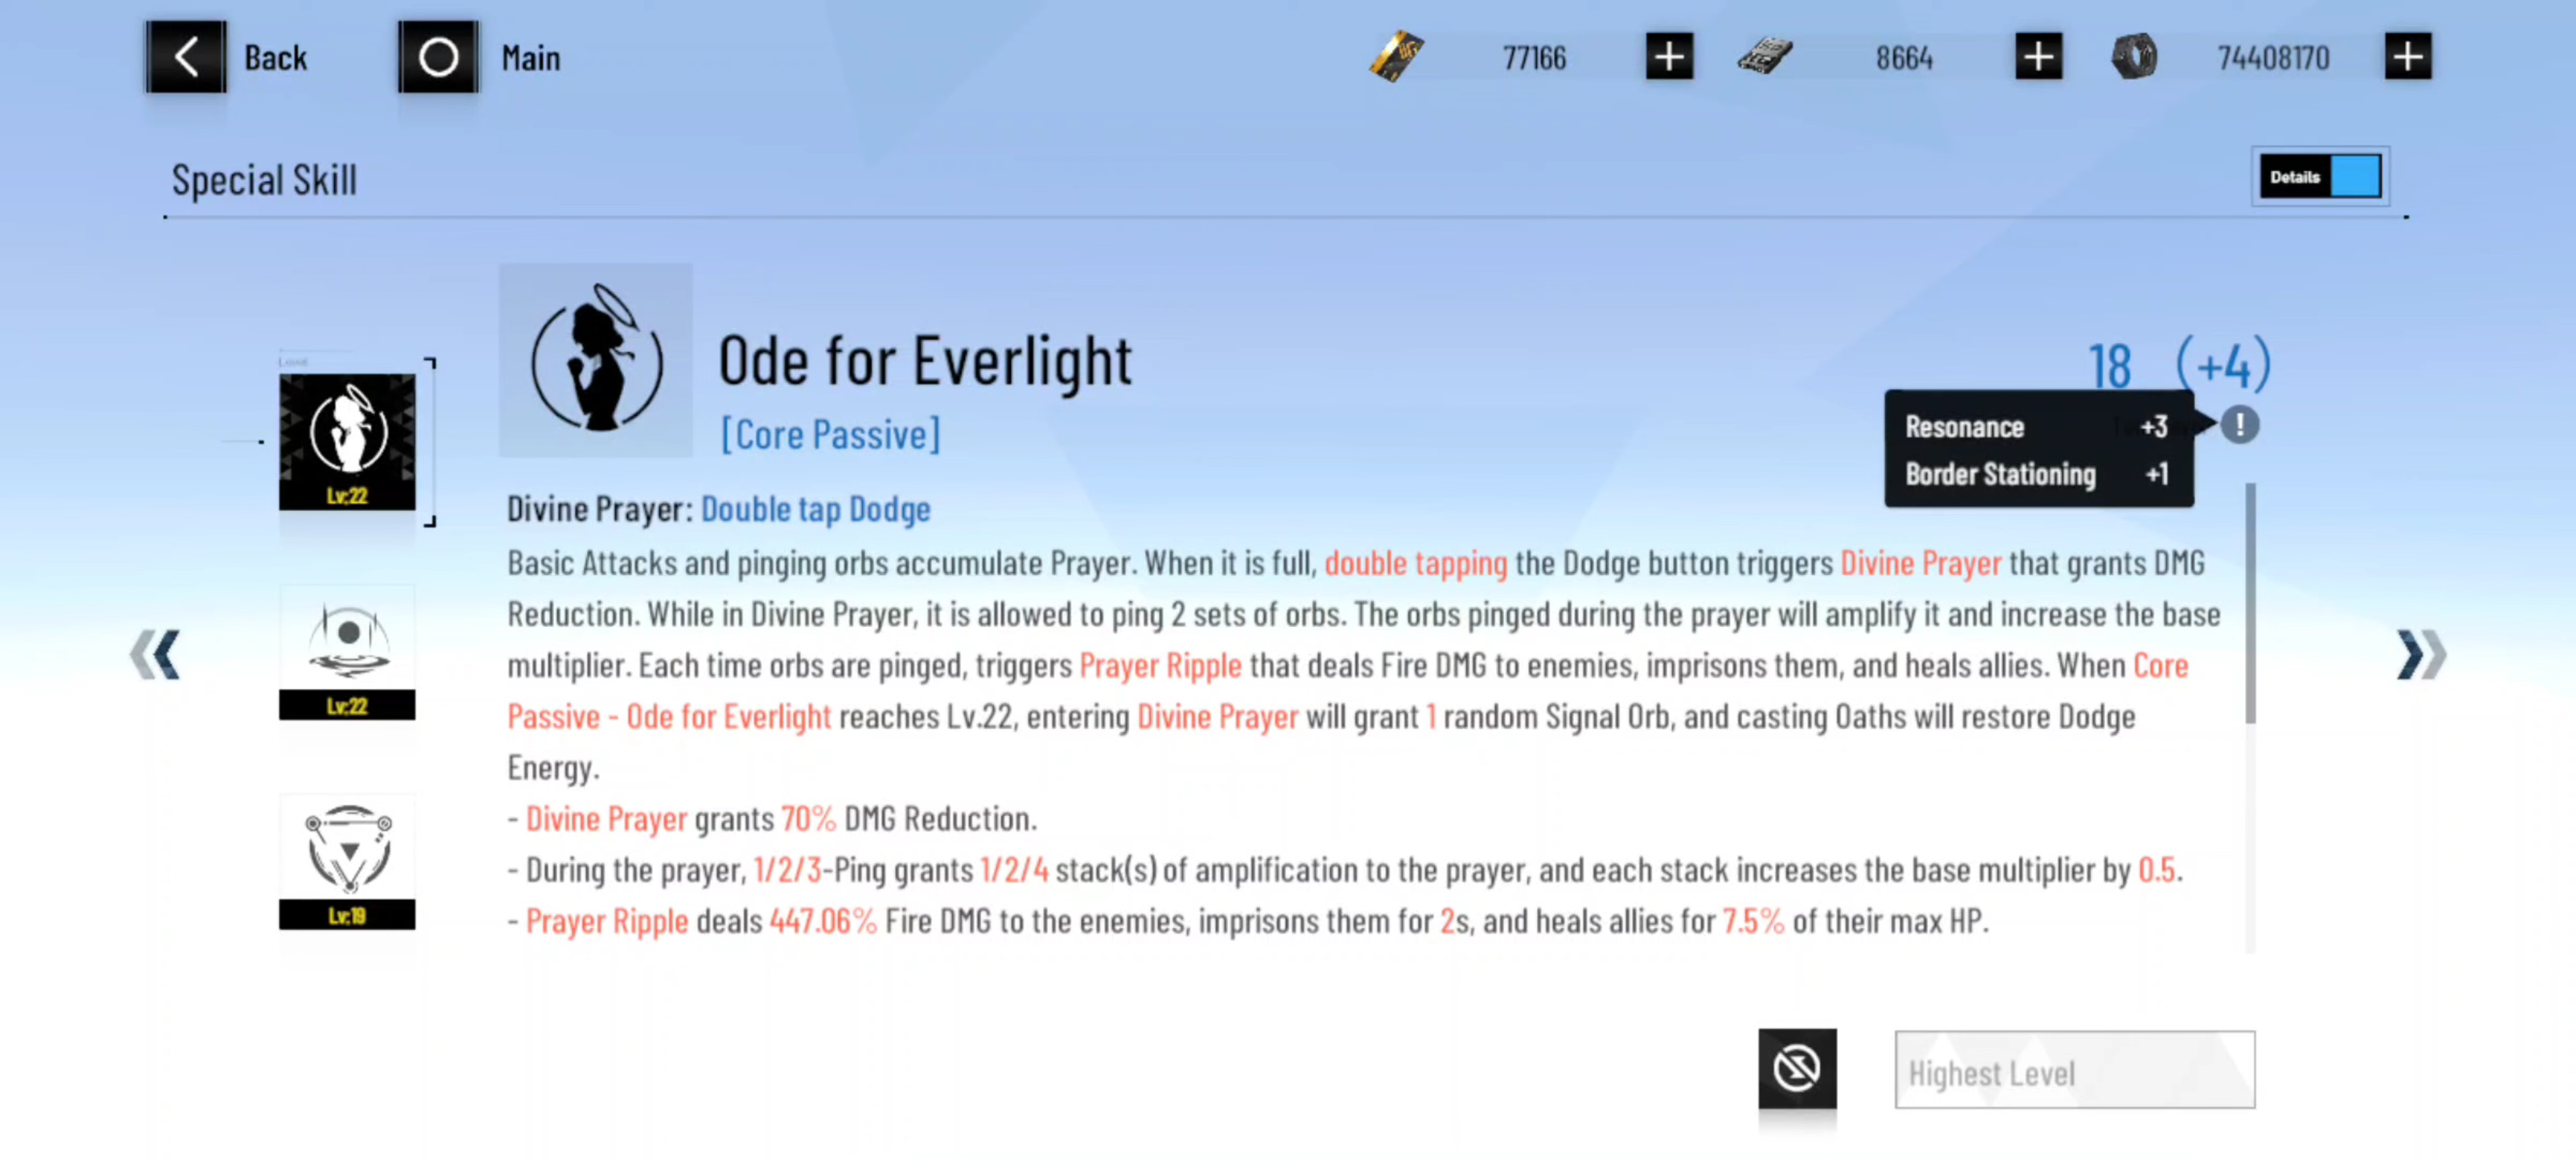 Back
Main
77166
8664
74408170
Special Skill
Details
Ode for Everlight
18 (+4)
[Core Passive]
Resonance +3
Border Stationing +1
Level
Lv:22
Lv:22
Lv:19
Divine Prayer: Double tap Dodge
Basic Attacks and pinging orbs accumulate Prayer. When it is full, double tapping the Dodge button triggers Divine Prayer that grants DMG
Reduction. While in Divine Prayer, it is allowed to ping 2 sets of orbs. The orbs pinged during the prayer will amplify it and increase the base
multiplier. Each time orbs are pinged, triggers Prayer Ripple that deals Fire DMG to enemies, imprisons them, and heals allies. When Core
Passive - Ode for Everlight reaches Lv.22, entering Divine Prayer will grant 1 random Signal Orb, and casting Oaths will restore Dodge
Energy.
- Divine Prayer grants 70% DMG Reduction.
- During the prayer, 1/2/3-Ping grants 1/2/4 stack(s) of amplification to the prayer, and each stack increases the base multiplier by 0.5.
- Prayer Ripple deals 447.06% Fire DMG to the enemies, imprisons them for 2s, and heals allies for 7.5% of their max HP.
Highest Level